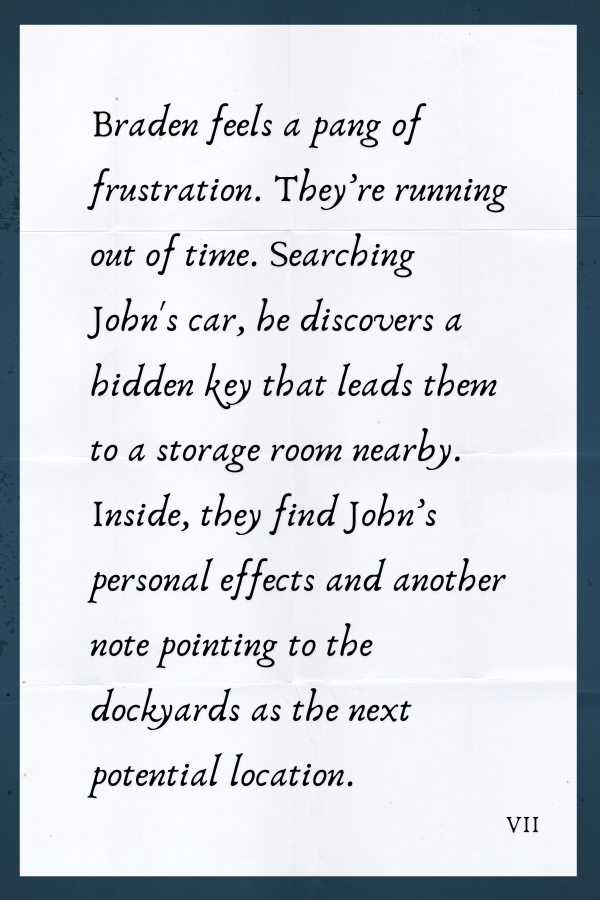 Braden feels a pang of
frustration. They’re running
out of time. Searching
John's car, he discovers a
hidden key that leads them
to a storage room nearby.
Inside, they find John’s
personal effects and another
note pointing to the
dockyards as the next
potential location.
VII